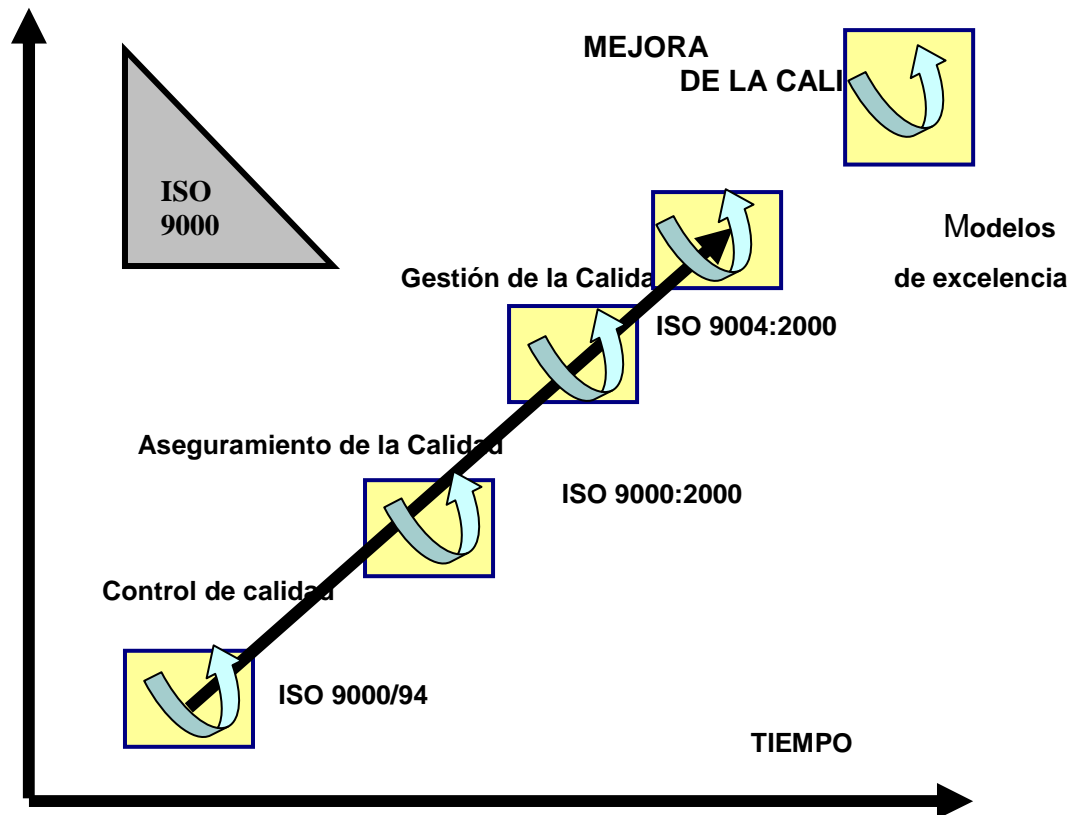 MEJORA
DE LA CALI
ISO
9000
Modelos
de excelencia
Gestión de la Calida
ISO 9004:2000
Aseguramiento de la Calidad
ISO 9000:2000
Control de calidad
ISO 9000/94
TIEMPO